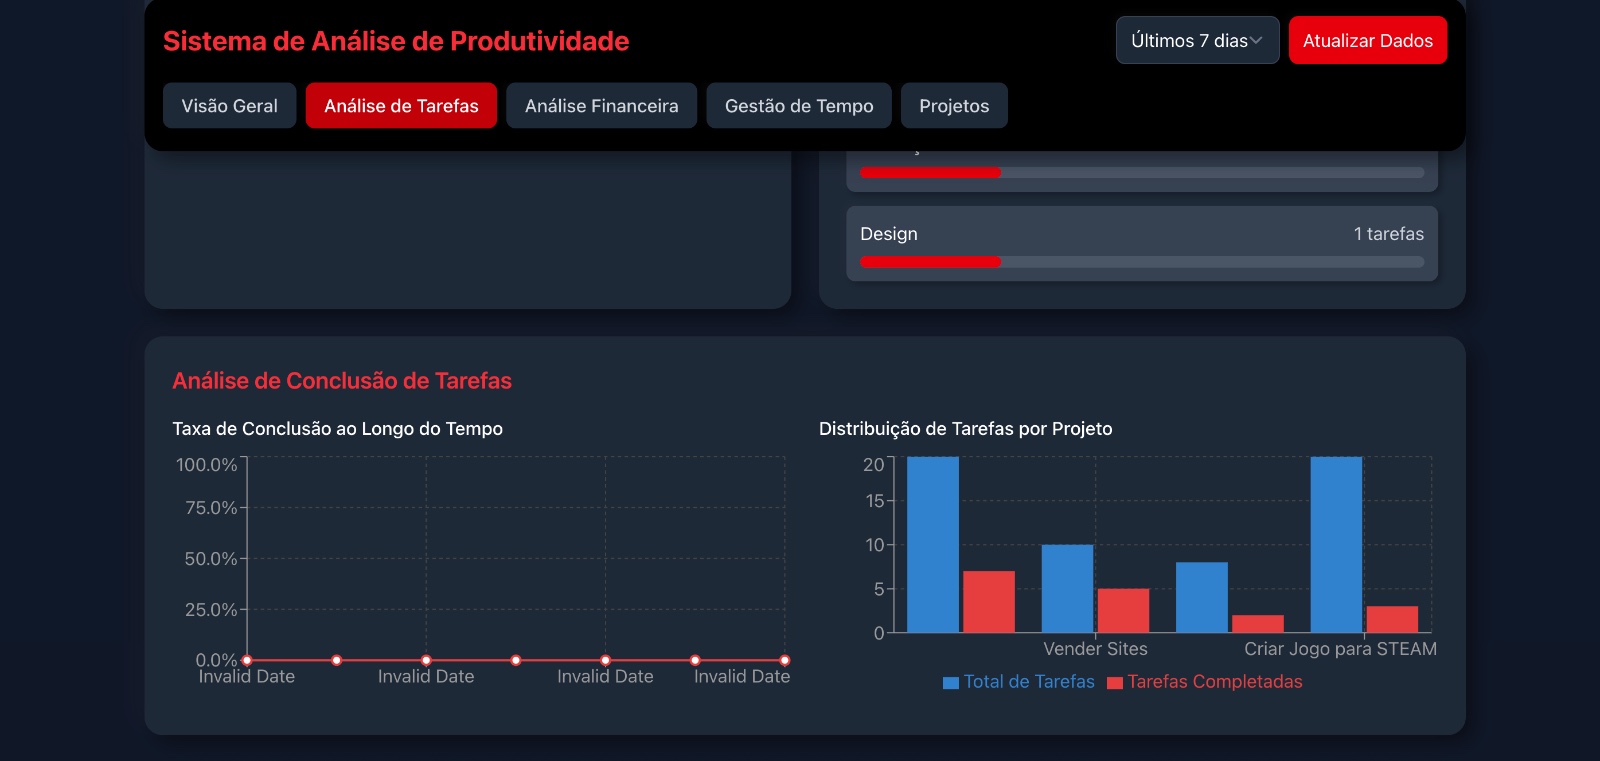 Sistema de Análise de Produtividade
Últimos 7 dias
Atualizar Dados
Visão Geral
Análise de Tarefas
Análise Financeira
Gestão de Tempo
Projetos
Design
1 tarefas
Análise de Conclusão de Tarefas
Taxa de Conclusão ao Longo do Tempo
100.0%
75.0%
50.0%
25.0%
0.0%
Invalid Date
Invalid Date
Invalid Date
Invalid Date
Distribuição de Tarefas por Projeto
20
15
10
5
0
Vender Sites
Criar Jogo para STEAM
Total de Tarefas
Tarefas Completadas